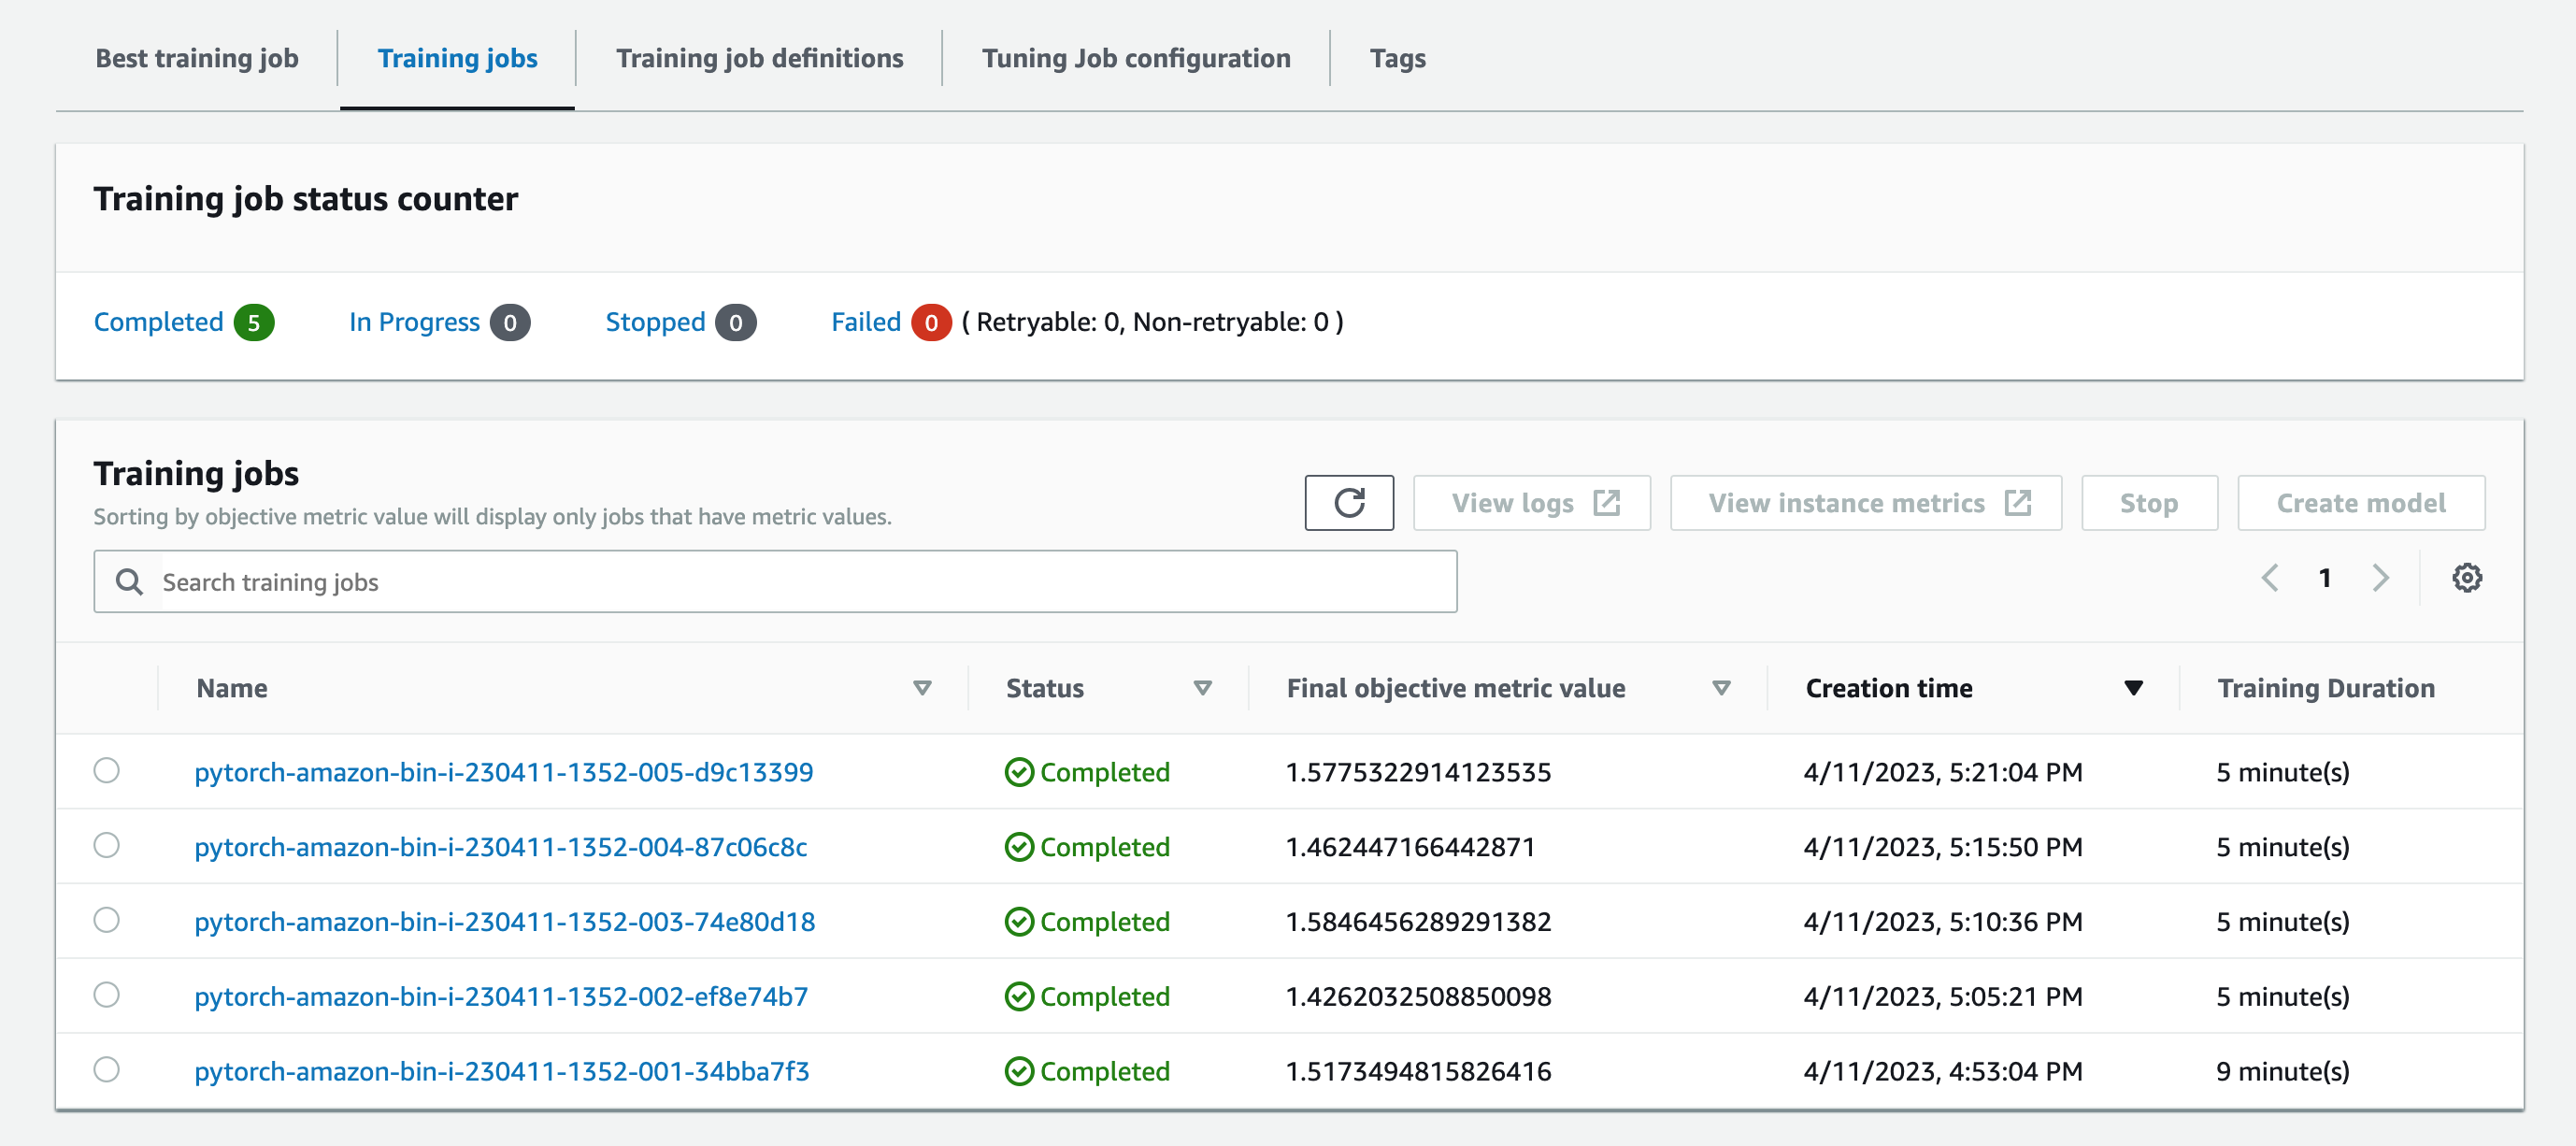 Best training job Training jobs Training job definitions Tuning Job configuration Tags
Training job status counter
Completed 5 In Progress 0 Stopped 0 Failed 0 ( Retryable: 0, Non-retryable: 0 )
Training jobs
Sorting by objective metric value will display only jobs that have metric values.
View logs View instance metrics Stop Create model
Search training jobs
1
Name Status Final objective metric value Creation time Training Duration
pytorch-amazon-bin-i-230411-1352-005-d9c13399 Completed 1.5775322914123535 4/11/2023, 5:21:04 PM 5 minute(s)
pytorch-amazon-bin-i-230411-1352-004-87c06c8c Completed 1.462447166442871 4/11/2023, 5:15:50 PM 5 minute(s)
pytorch-amazon-bin-i-230411-1352-003-74e80d18 Completed 1.5846456289291382 4/11/2023, 5:10:36 PM 5 minute(s)
pytorch-amazon-bin-i-230411-1352-002-ef8e74b7 Completed 1.4262032508850098 4/11/2023, 5:05:21 PM 5 minute(s)
pytorch-amazon-bin-i-230411-1352-001-34bba7f3 Completed 1.5173494815826416 4/11/2023, 4:53:04 PM 9 minute(s)